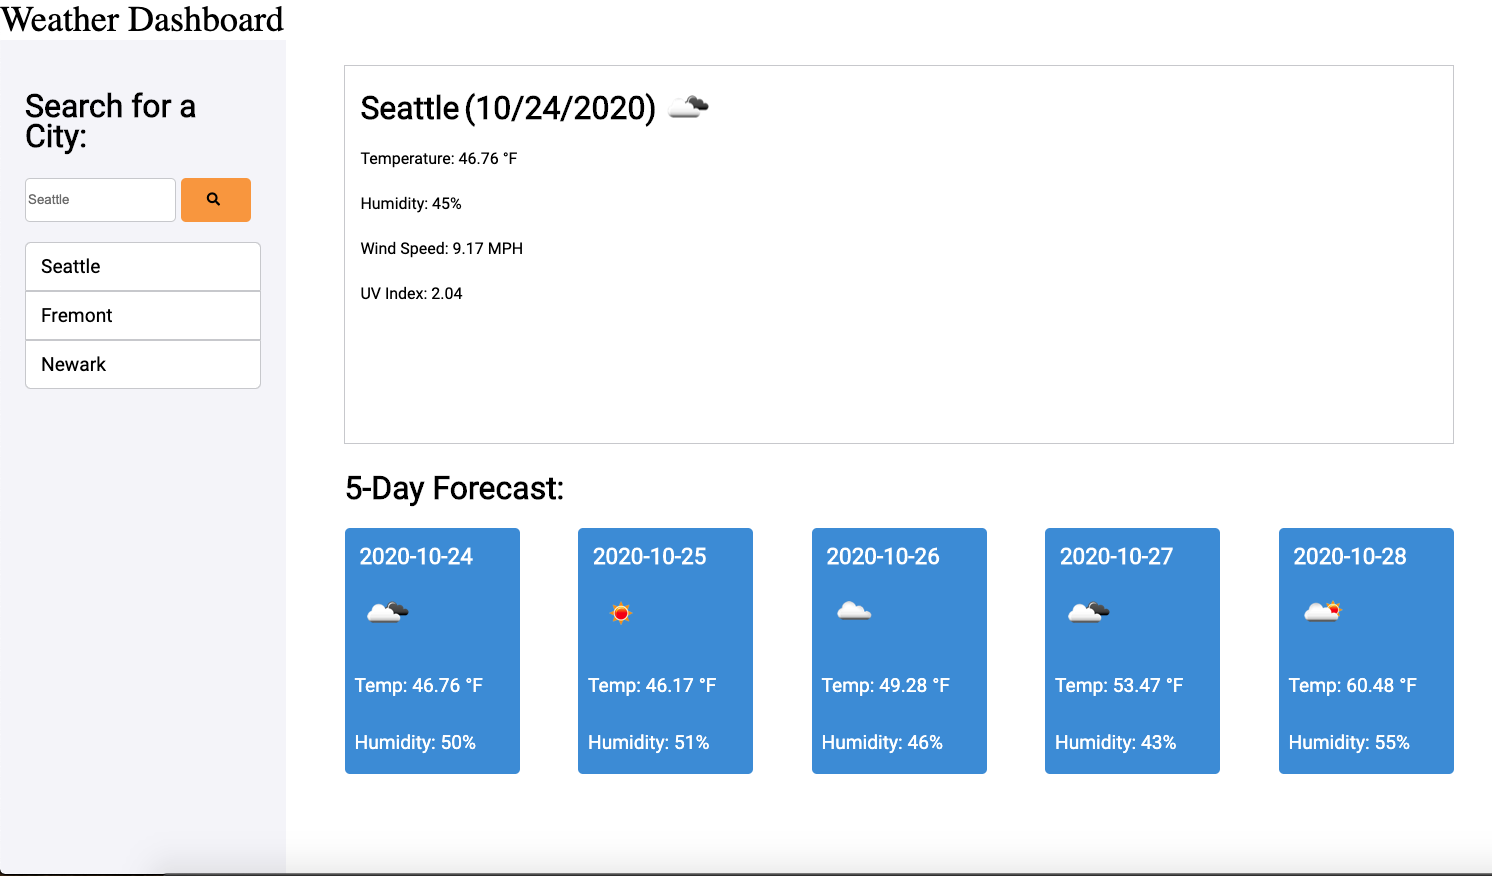 Weather Dashboard
Search for a
City:
Seattle
Seattle
Fremont
Newark
Seattle (10/24/2020)
Temperature: 46.76 °F
Humidity: 45%
Wind Speed: 9.17 MPH
UV Index: 2.04
5-Day Forecast:
2020-10-24
Temp: 46.76 °F
Humidity: 50%
2020-10-25
Temp: 46.17 °F
Humidity: 51%
2020-10-26
Temp: 49.28 °F
Humidity: 46%
2020-10-27
Temp: 53.47 °F
Humidity: 43%
2020-10-28
Temp: 60.48 °F
Humidity: 55%